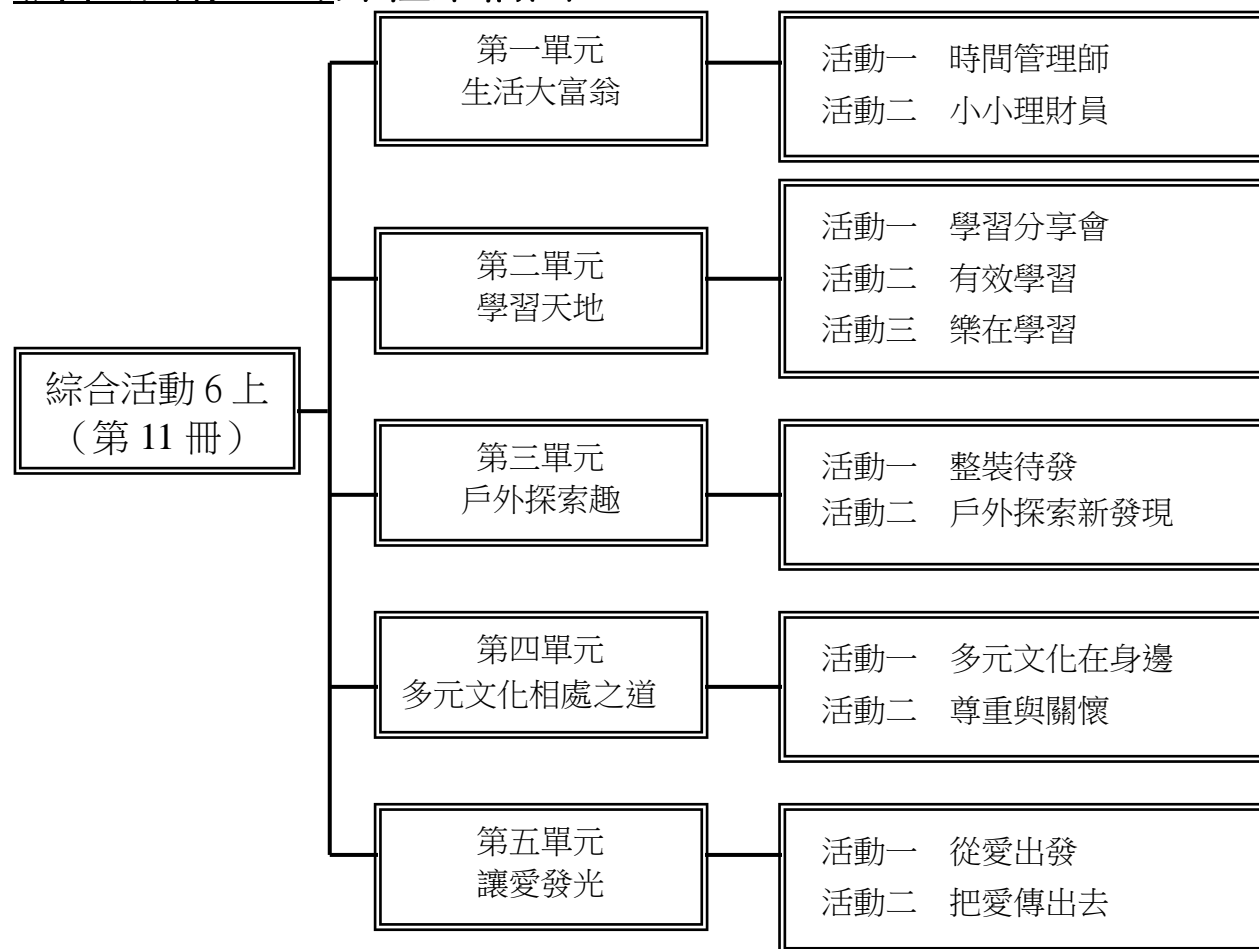 綜合活動 6 上
（第 11 冊）
第一單元
生活大富翁
活動一　時間管理師
活動二　小小理財員
第二單元
學習天地
活動一　學習分享會
活動二　有效學習
活動三　樂在學習
第三單元
戶外探索趣
活動一　整裝待發
活動二　戶外探索新發現
第四單元
多元文化相處之道
活動一　多元文化在身邊
活動二　尊重與關懷
第五單元
讓愛發光
活動一　從愛出發
活動二　把愛傳出去